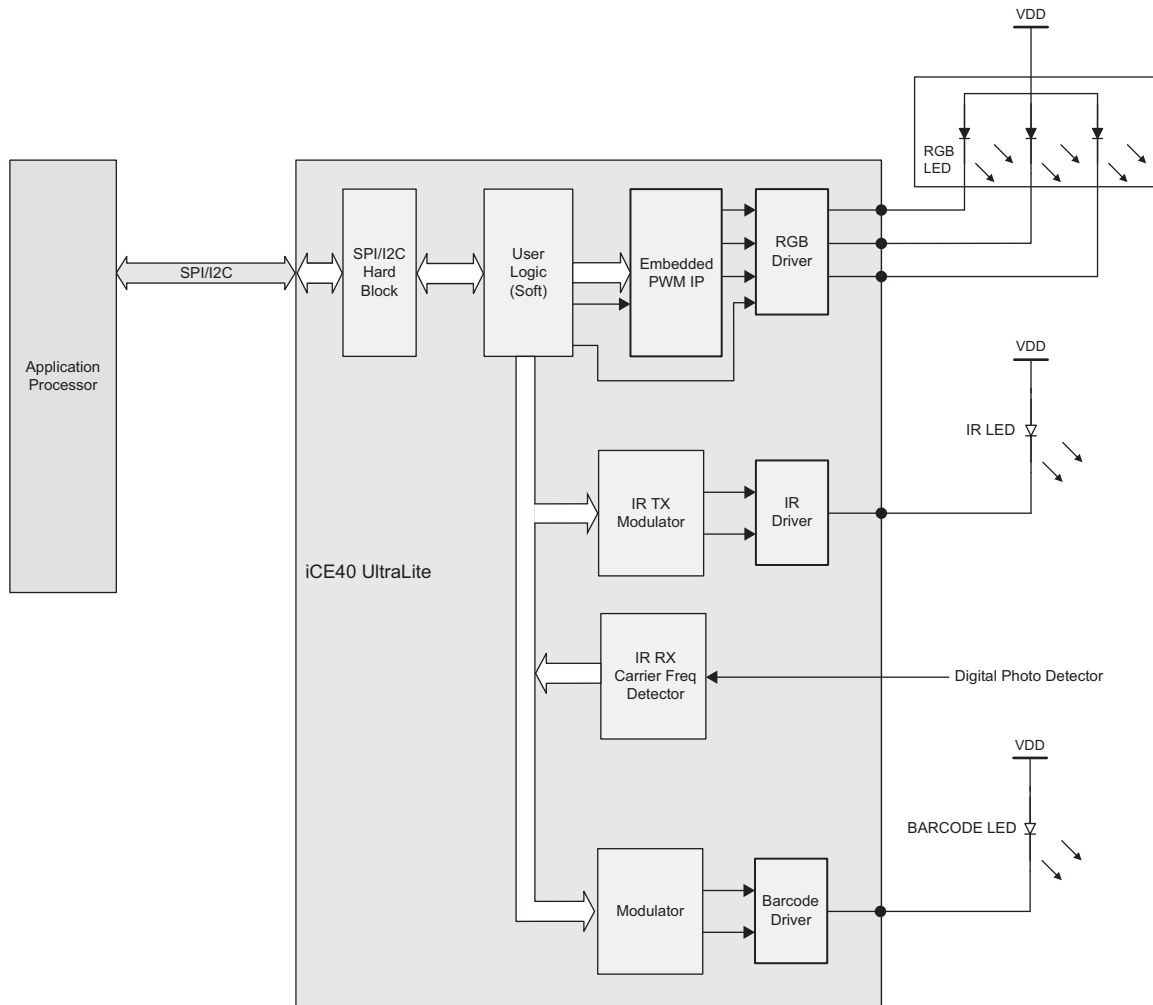 VDD
RGB
LED
SPI/I2C
SPI/I2C
Hard
Block
User
Logic
(Soft)
Embedded
PWM IP
RGB
Driver
Application
Processor
VDD
IR LED
IR TX
Modulator
IR
Driver
iCE40 UltraLite
IR RX
Carrier Freq
Detector
Digital Photo Detector
VDD
BARCODE LED
Modulator
Barcode
Driver